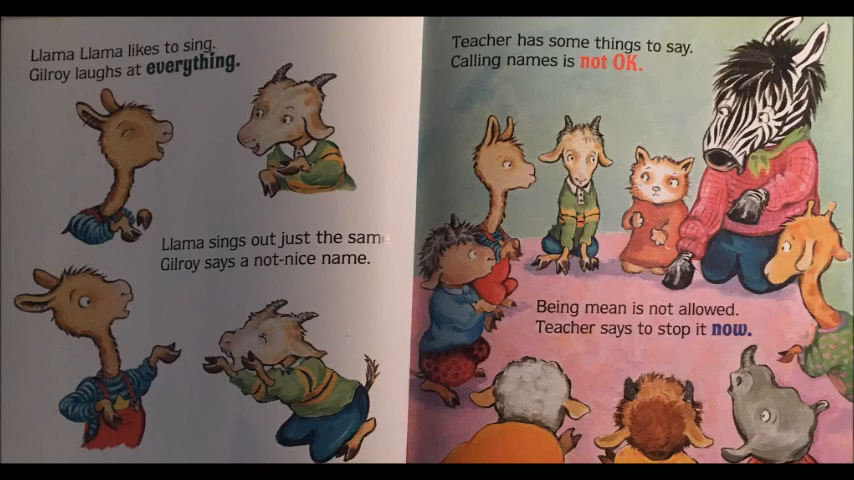 Llama Llama likes to sing.
Gilroy laughs at everything.
Llama sings out just the same
Gilroy says a not-nice name.
Teacher has some things to say.
Calling names is not OK.
Being mean is not allowed.
Teacher says to stop it now.